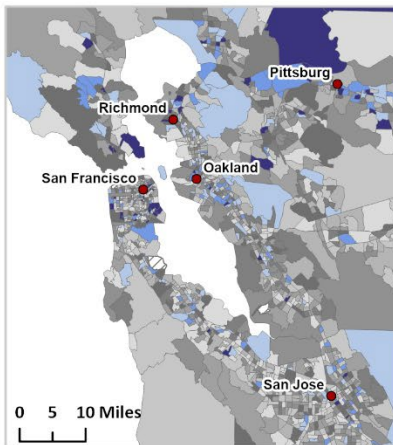 Pittsburg
Richmond
Oakland
San Francisco
San Jose
0 5 10 Miles